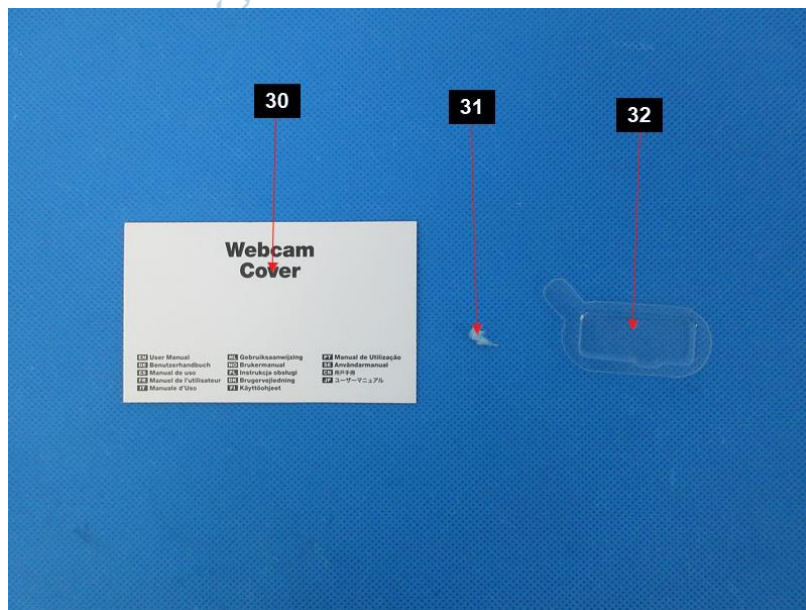 30
31
32
Webcam
Cover
EN User Manual
DE Benutzerhandbuch
ES Manual de uso
FR Manuel de l'utilisateur
IT Manuale d'Uso
NL Gebruiksaanwijzing
NO Brukermanual
PL Instrukcja obsługi
DK Brugervejledning
FI Käyttöohjeet
PT Manual de Utilização
SE Användarmanual
CN 用戶手冊
JP ユーザーマニュアル